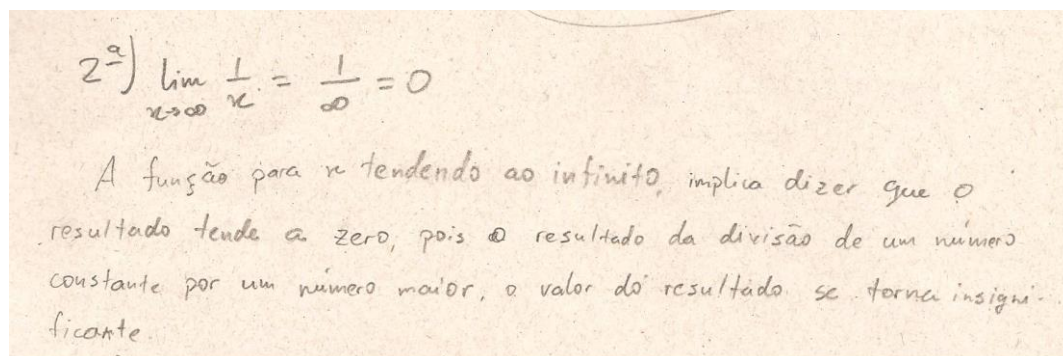 2ª) lim x→∞ 1/x = 1/∞ = 0
A função para x tendendo ao infinito, implica dizer que o
resultado tende a zero, pois o resultado da divisão de um número
constante por um número maior, o valor do resultado se torna insigni-
ficante.